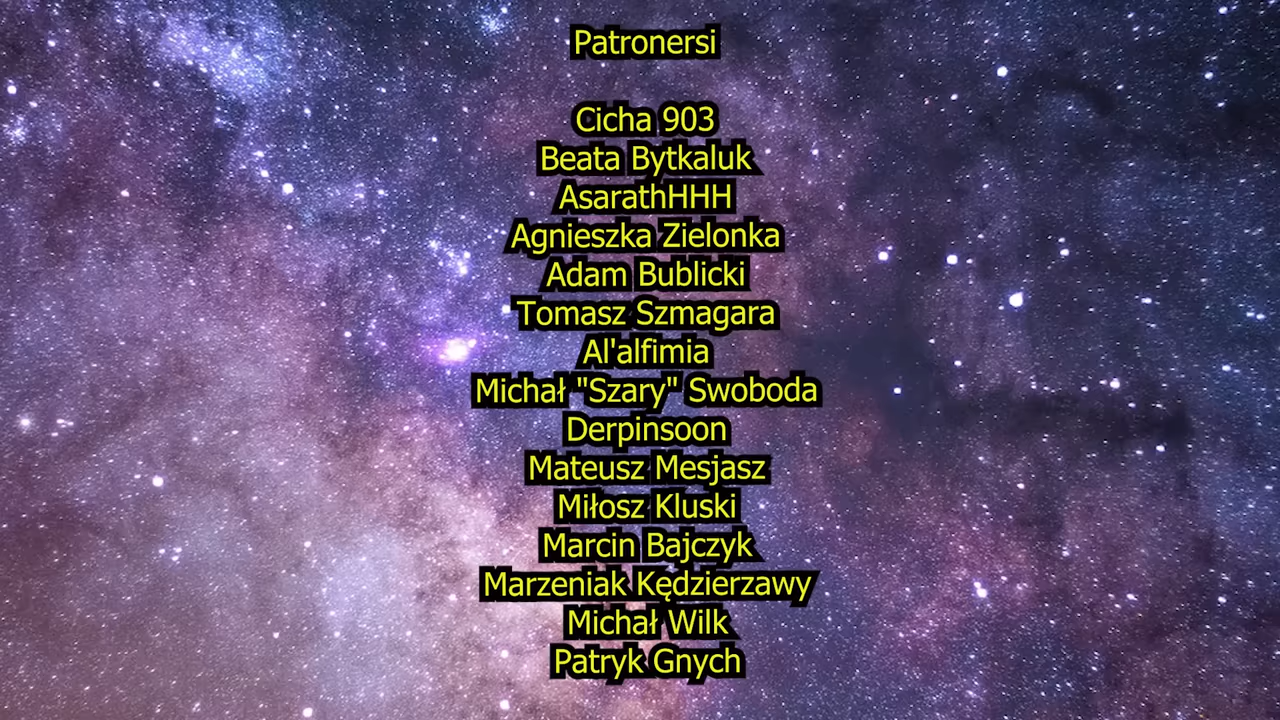 Patronersi
Cicha 903
Beata Bytkaluk
AsarathHHH
Agnieszka Zielonka
Adam Bublicki
Tomasz Szmagara
Al'alfimia
Michał "Szary" Swoboda
Derpinsoon
Mateusz Mesjasz
Miłosz Kluski
Marcin Bajczyk
Marzeniak Kędzierzawy
Michał Wilk
Patryk Gnych